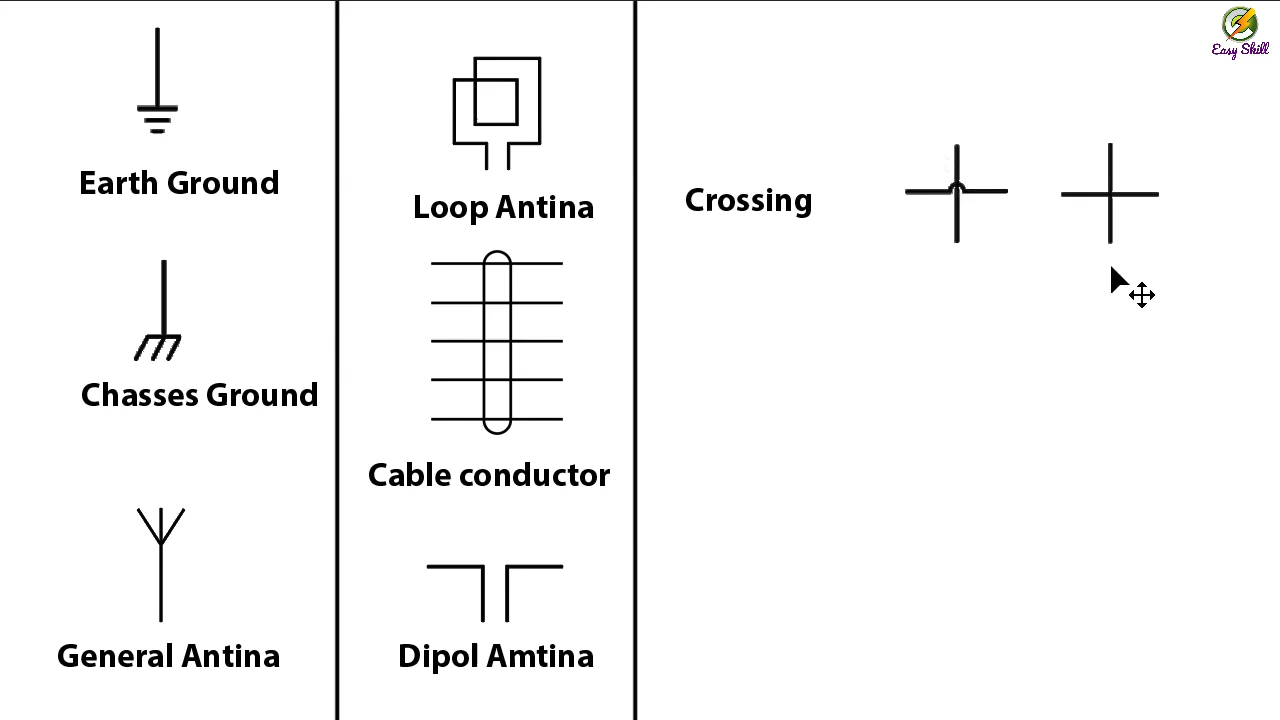 Earth Ground
Chasses Ground
General Antina
Loop Antina
Cable conductor
Dipol Amtina
Crossing
Easy Skill